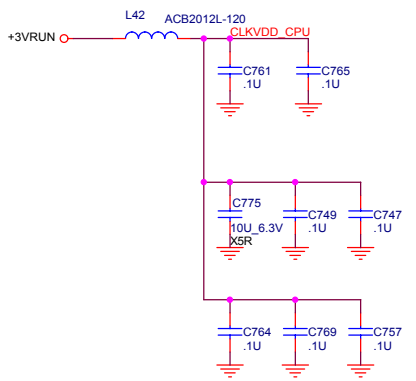 L42
ACB2012L-120
+3VRUN
CLKVDD_CPU
C761
.1U
C765
.1U
C775
10U_6.3V
X5R
C749
.1U
C747
.1U
C764
.1U
C769
.1U
C757
.1U